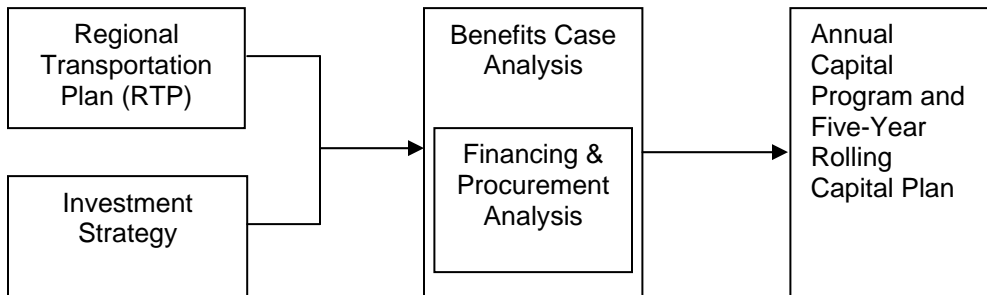 Regional
Transportation
Plan (RTP)
Investment
Strategy
Benefits Case
Analysis
Financing &
Procurement
Analysis
Annual
Capital
Program and
Five-Year
Rolling
Capital Plan